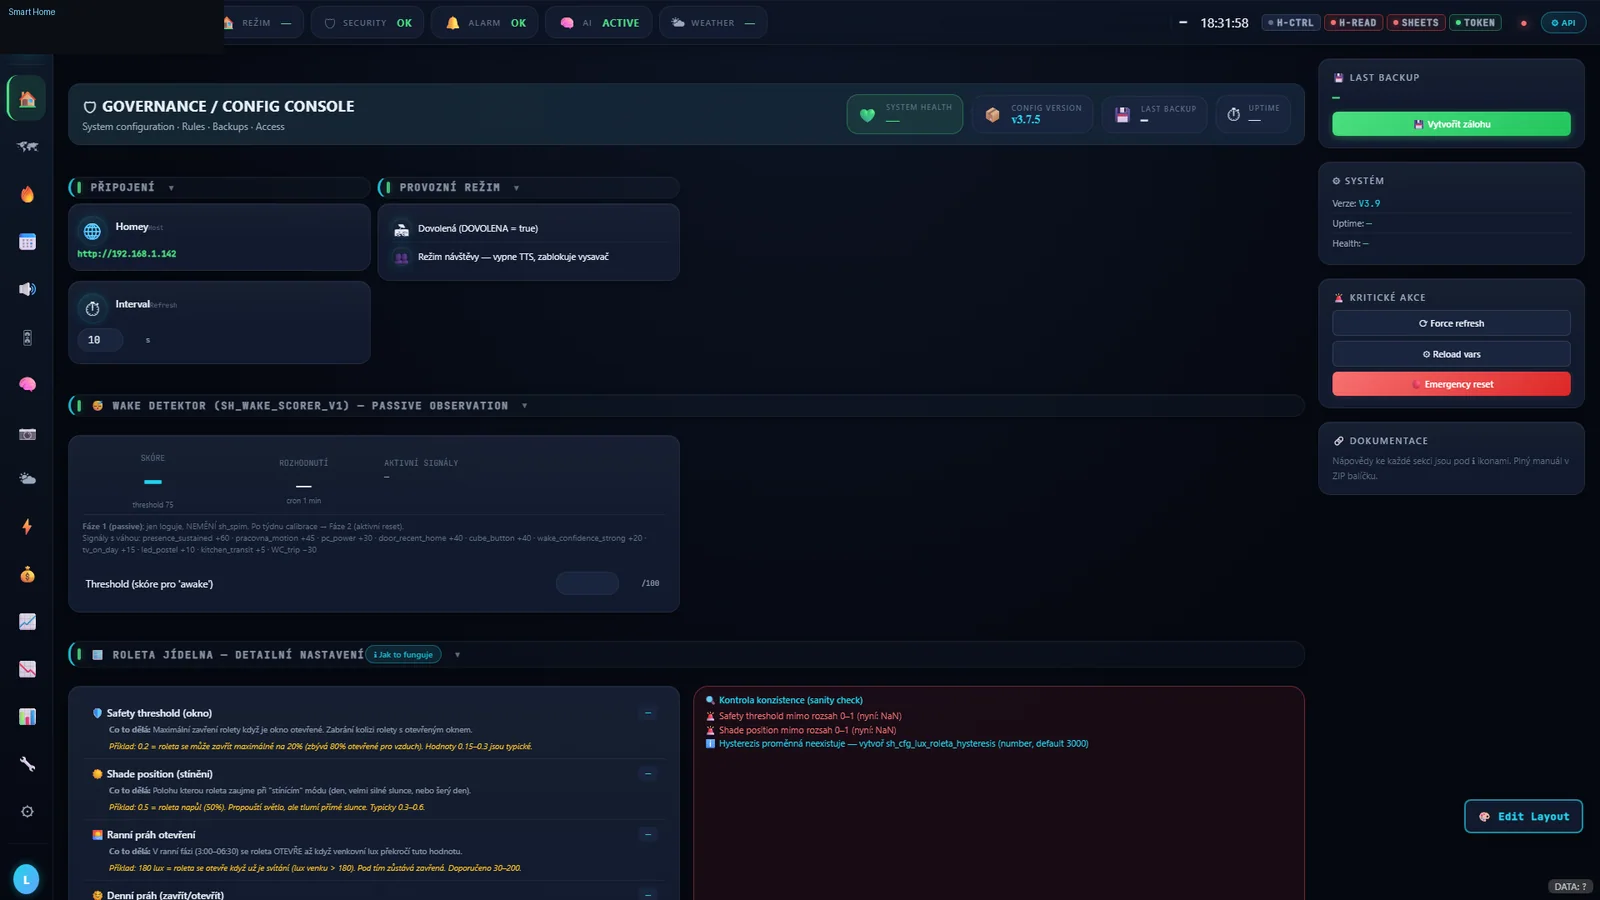 Smart Home
REŽIM —
SECURITY OK
ALARM OK
AI ACTIVE
WEATHER —
— 18:31:58
H-CTRL
H-READ
SHEETS
TOKEN
API
GOVERNANCE / CONFIG CONSOLE
System configuration · Rules · Backups · Access
SYSTEM HEALTH
—
CONFIG VERSION
v3.7.5
LAST BACKUP
—
UPTIME
—
PŘIPOJENÍ ▼
PROVOZNÍ REŽIM ▼
Homey Host
http://192.168.1.142
Interval Refresh
10 s
Dovolená (DOVOLENA = true)
Režim návštěvy — vypne TTS, zablokuje vysavač
WAKE DETEKTOR (SH_WAKE_SCORER_V1) — PASSIVE OBSERVATION ▼
SKÓRE
—
threshold 75
ROZHODNUTÍ
—
cron 1 min
AKTIVNÍ SIGNÁLY
—
Fáze 1 (passive): jen loguje, NEMĚNÍ sh_spim. Po týdnu calibrace — Fáze 2 (aktivní reset).
Signály s váhou: presence_sustained +60 · pracovna_motion +45 · pc_power +30 · door_recent_home +40 · cube_button +40 · wake_confidence_strong +20 ·
tv_on_day +15 · led_postel +10 · kitchen_transit +5 · WC_trip −30
Threshold (skóre pro 'awake')
/100
ROLETA JÍDELNA — DETAILNÍ NASTAVENÍ
ℹ Jak to funguje ▼
Safety threshold (okno) —
Co to dělá: Maximální zavření rolety když je okno otevřené. Zabrání kolizi rolety s otevřeným oknem.
Příklad: 0.2 = roleta se může zavřít maximálně na 20% (zbývá 80% otevřené pro vzduch). Hodnoty 0.15–0.3 jsou typické.
Shade position (stínění) —
Co to dělá: Polohu kterou roleta zaujme při "stínícím" módu (den, velmi silné slunce, nebo šerý den).
Příklad: 0.5 = roleta napůl (50%). Propouští světlo, ale tlumí přímé slunce. Typicky 0.3–0.6.
Ranní práh otevření —
Co to dělá: V ranní fázi (3:00–06:30) se roleta OTEVŘE až když venkovní lux překročí tuto hodnotu.
Příklad: 180 lux = roleta se otevře když už je svítání (lux venku > 180). Pod tím zůstává zavřená. Doporučeno 30–200.
Denní práh (zavřít/otevřít) —
Kontrola konzistence (sanity check)
Safety threshold mimo rozsah 0–1 (nyní: NaN)
Shade position mimo rozsah 0–1 (nyní: NaN)
Hysterezis proměnná neexistuje — vytvoř sh_cfg_lux_roleta_hysteresis (number, default 3000)
LAST BACKUP
—
Vytvořit zálohu
SYSTÉM
Verze: V3.9
Uptime: —
Health: —
KRITICKÉ AKCE
Force refresh
Reload vars
Emergency reset
DOKUMENTACE
Nápovědy ke každé sekci jsou pod ℹ ikonami. Plný manuál v
ZIP balíčku.
Edit Layout
L
DATA: ?